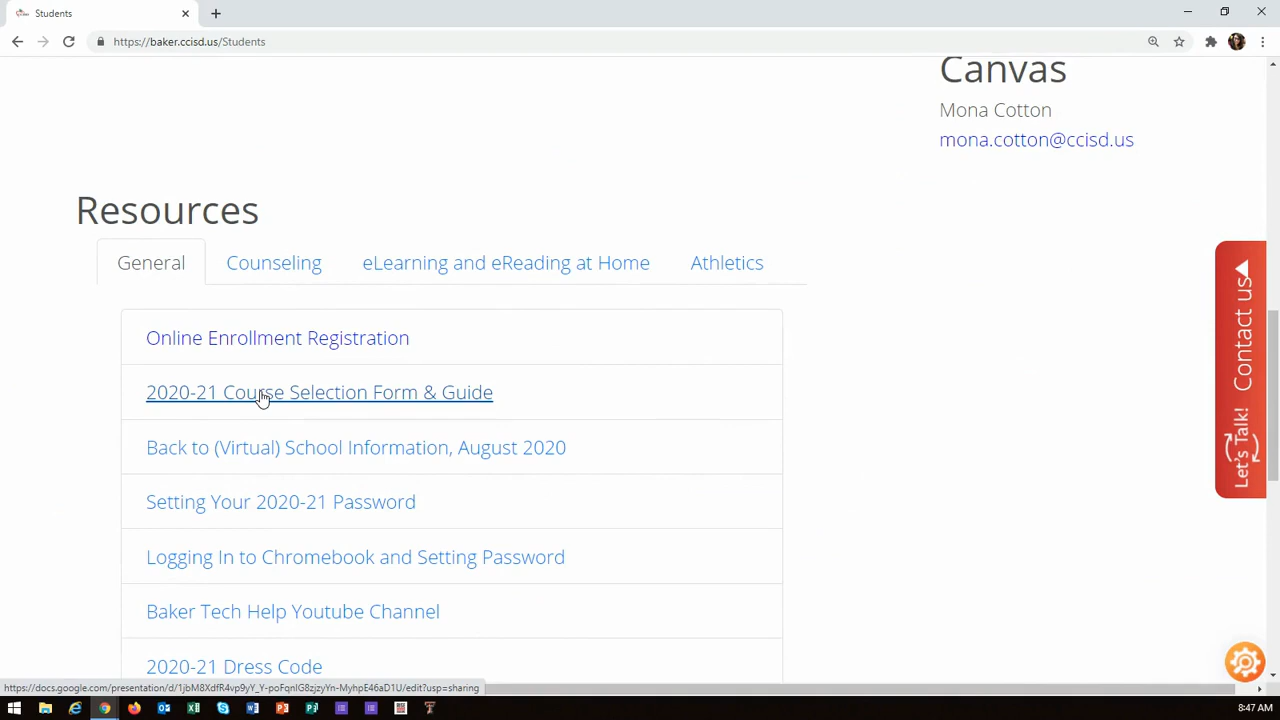 Students
https://baker.ccisd.us/Students
Canvas
Mona Cotton
mona.cotton@ccisd.us
Resources
General
Counseling
eLearning and eReading at Home
Athletics
Online Enrollment Registration
2020-21 Course Selection Form & Guide
Back to (Virtual) School Information, August 2020
Setting Your 2020-21 Password
Logging In to Chromebook and Setting Password
Baker Tech Help Youtube Channel
2020-21 Dress Code
Let's Talk! Contact us
8:47 AM